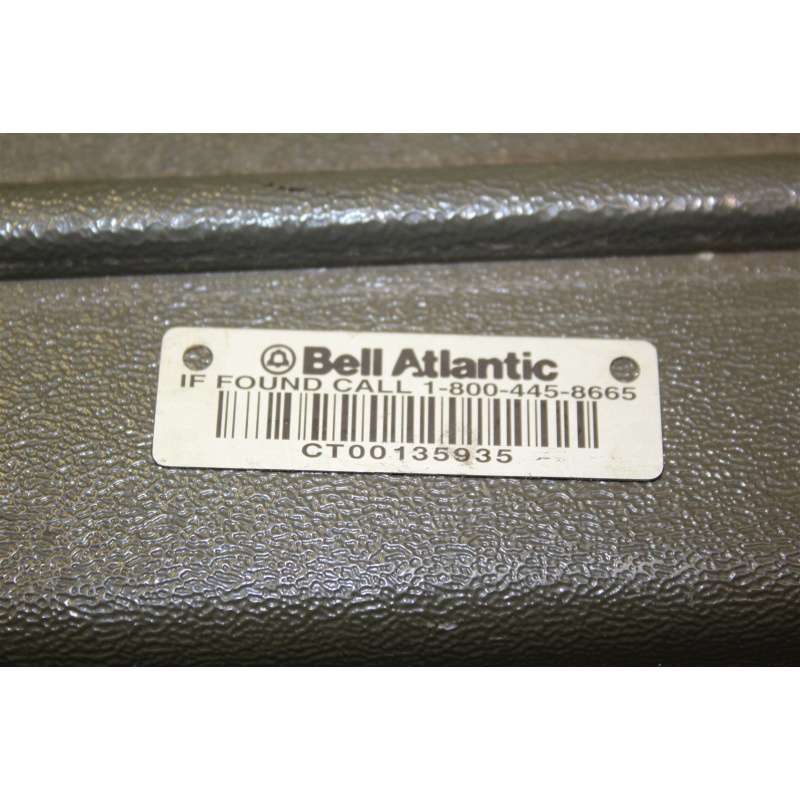 Bell Atlantic
IF FOUND CALL 1-800-445-8665
CT00135935